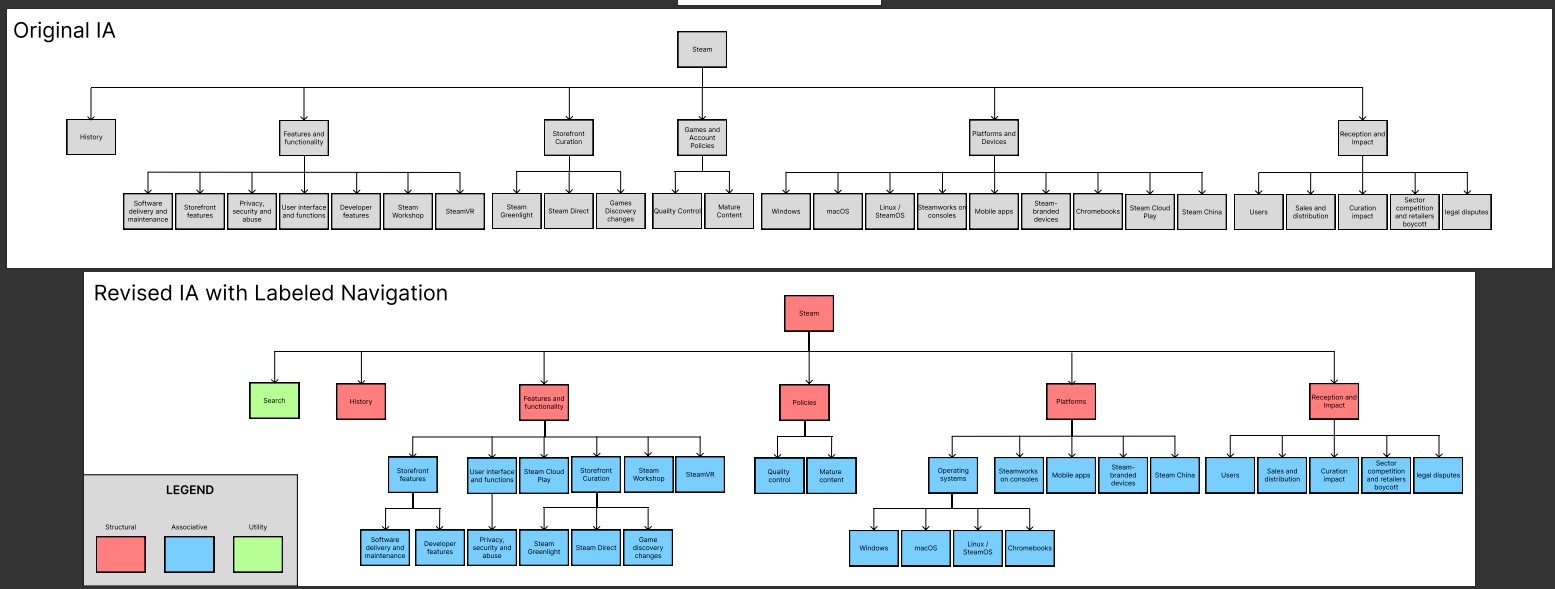 Original IA
Steam
History
Features and
functionality
Storefront
Curation
Games and
Account
Policies
Platforms and
Devices
Reception and
Impact
Software
delivery and
maintenance
Storefront
features
Privacy,
security and
abuse
User interface
and functions
Developer
features
Steam
Workshop
SteamVR
Steam
Greenlight
Steam Direct
Games
Discovery
changes
Quality Control
Mature
Content
Windows
macOS
Linux /
SteamOS
Steamworks on
consoles
Mobile apps
Steam-
branded
devices
Chromebooks
Steam Cloud
Play
Steam China
Users
Sales and
distribution
Curation
impact
Sector
competition
and retailers
boycott
legal disputes
Revised IA with Labeled Navigation
Steam
Search
History
Features and
functionality
Policies
Platforms
Reception and
Impact
Storefront
features
User interface
and functions
Steam Cloud
Play
Storefront
Curation
Steam
Workshop
SteamVR
Quality
control
Mature
content
Operating
systems
Steamworks
on consoles
Mobile apps
Steam-
branded
devices
Steam China
Users
Sales and
distribution
Curation
impact
Sector
competition
and retailers
boycott
legal disputes
Software
delivery and
maintenance
Developer
features
Privacy,
security and
abuse
Steam
Greenlight
Steam Direct
Game
discovery
changes
Windows
macOS
Linux /
SteamOS
Chromebooks
LEGEND
Structural
Associative
Utility